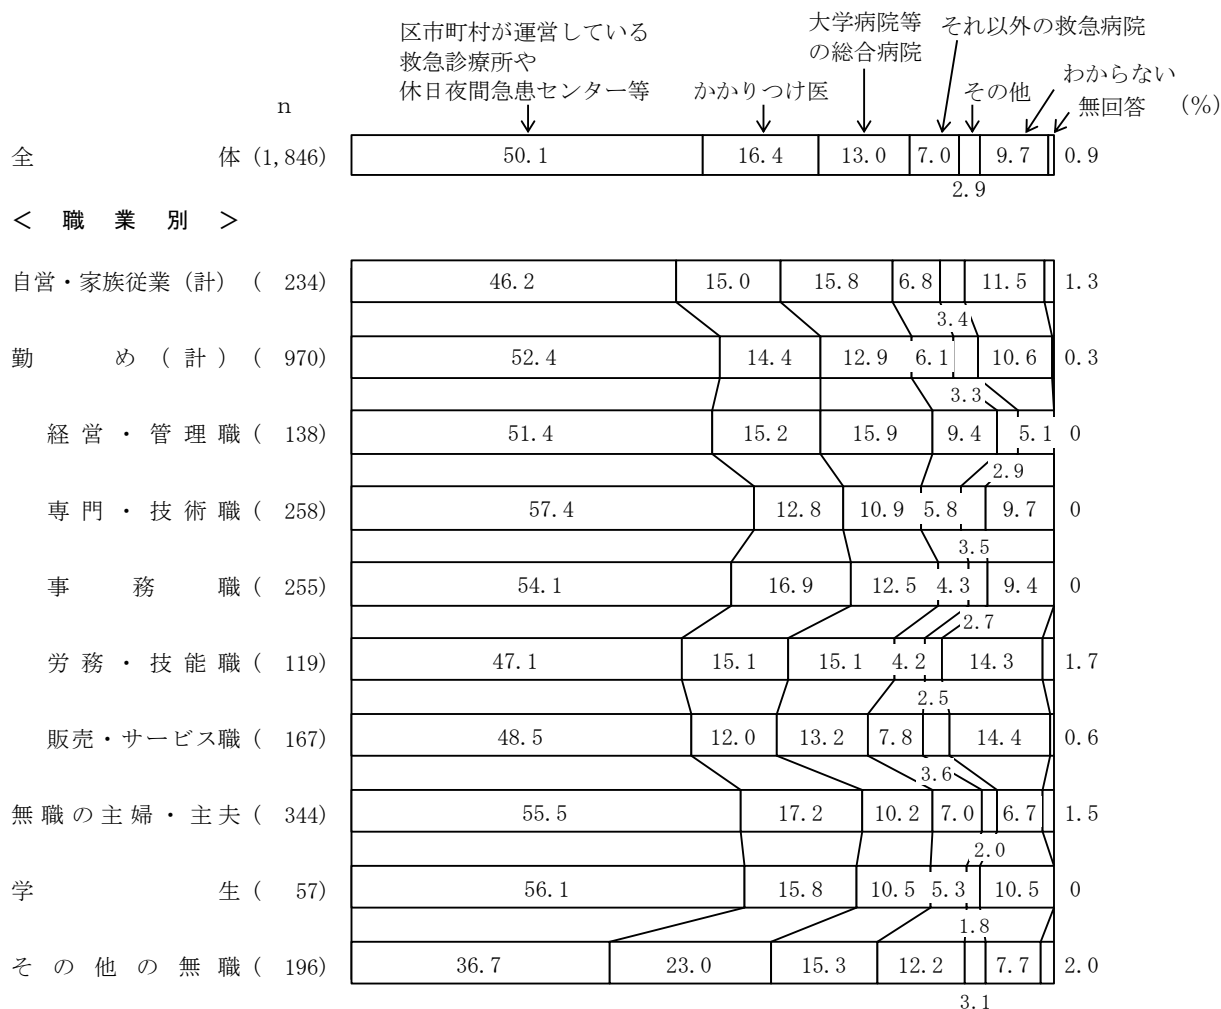 区市町村が運営している
救急診療所や
休日夜間急患センター等
かかりつけ医
大学病院等
の総合病院
それ以外の救急病院
その他
わからない
無回答 (%)
n
全体 (1,846) 50.1 16.4 13.0 7.0 9.7 0.9
2.9
＜職業別＞
自営・家族従業(計) ( 234) 46.2 15.0 15.8 6.8 11.5 1.3
3.4
勤め(計) ( 970) 52.4 14.4 12.9 6.1 10.6 0.3
3.3
経営・管理職 ( 138) 51.4 15.2 15.9 9.4 5.1 0
2.9
専門・技術職 ( 258) 57.4 12.8 10.9 5.8 9.7 0
3.5
事務職 ( 255) 54.1 16.9 12.5 4.3 9.4 0
2.7
労務・技能職 ( 119) 47.1 15.1 15.1 4.2 14.3 1.7
2.5
販売・サービス職 ( 167) 48.5 12.0 13.2 7.8 14.4 0.6
3.6
無職の主婦・主夫 ( 344) 55.5 17.2 10.2 7.0 6.7 1.5
2.0
学生 ( 57) 56.1 15.8 10.5 5.3 10.5 0
1.8
その他の無職 ( 196) 36.7 23.0 15.3 12.2 7.7 2.0
3.1